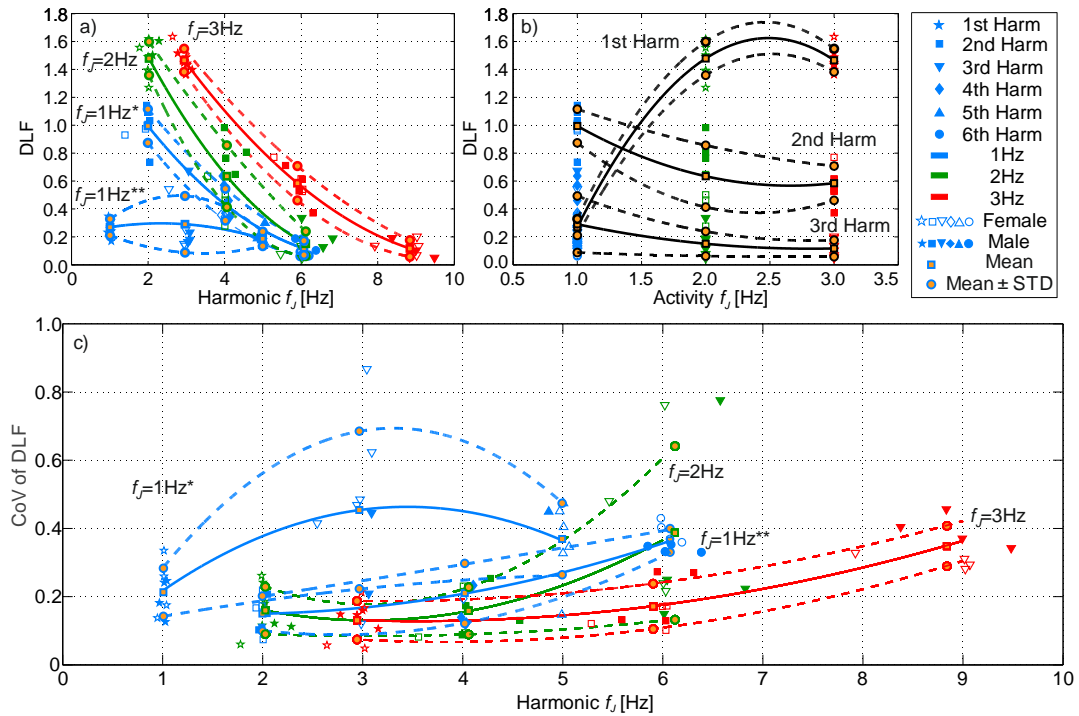 a)
f_J=3Hz
f_J=2Hz
f_J=1Hz*
f_J=1Hz**
DLF
1.8
1.6
1.4
1.2
1.0
0.8
0.6
0.4
0.2
0.0
0 2 4 6 8 10
Harmonic f_J [Hz]
b)
1st Harm
2nd Harm
3rd Harm
DLF
1.8
1.6
1.4
1.2
1.0
0.8
0.6
0.4
0.2
0.0
0.5 1.0 1.5 2.0 2.5 3.0 3.5
Activity f_J [Hz]
1st Harm
2nd Harm
3rd Harm
4th Harm
5th Harm
6th Harm
1Hz
2Hz
3Hz
Female
Male
Mean
Mean ± STD
c)
f_J=1Hz*
f_J=2Hz
f_J=1Hz**
f_J=3Hz
CoV of DLF
1.0
0.8
0.6
0.4
0.2
0
0 1 2 3 4 5 6 7 8 9 10
Harmonic f_J [Hz]